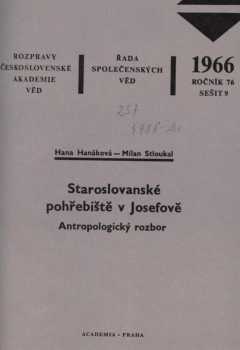 ROZPRAVY
ČESKOSLOVENSKÉ
AKADEMIE
VĚD
ŘADA
SPOLEČENSKÝCH
VĚD
1966
ROČNÍK 76
SEŠIT 9
257
Hana Hanáková — Milan Stloukal
Staroslovanské
pohřebiště v Josefově
Antropologický rozbor
ACADEMIA - PRAHA